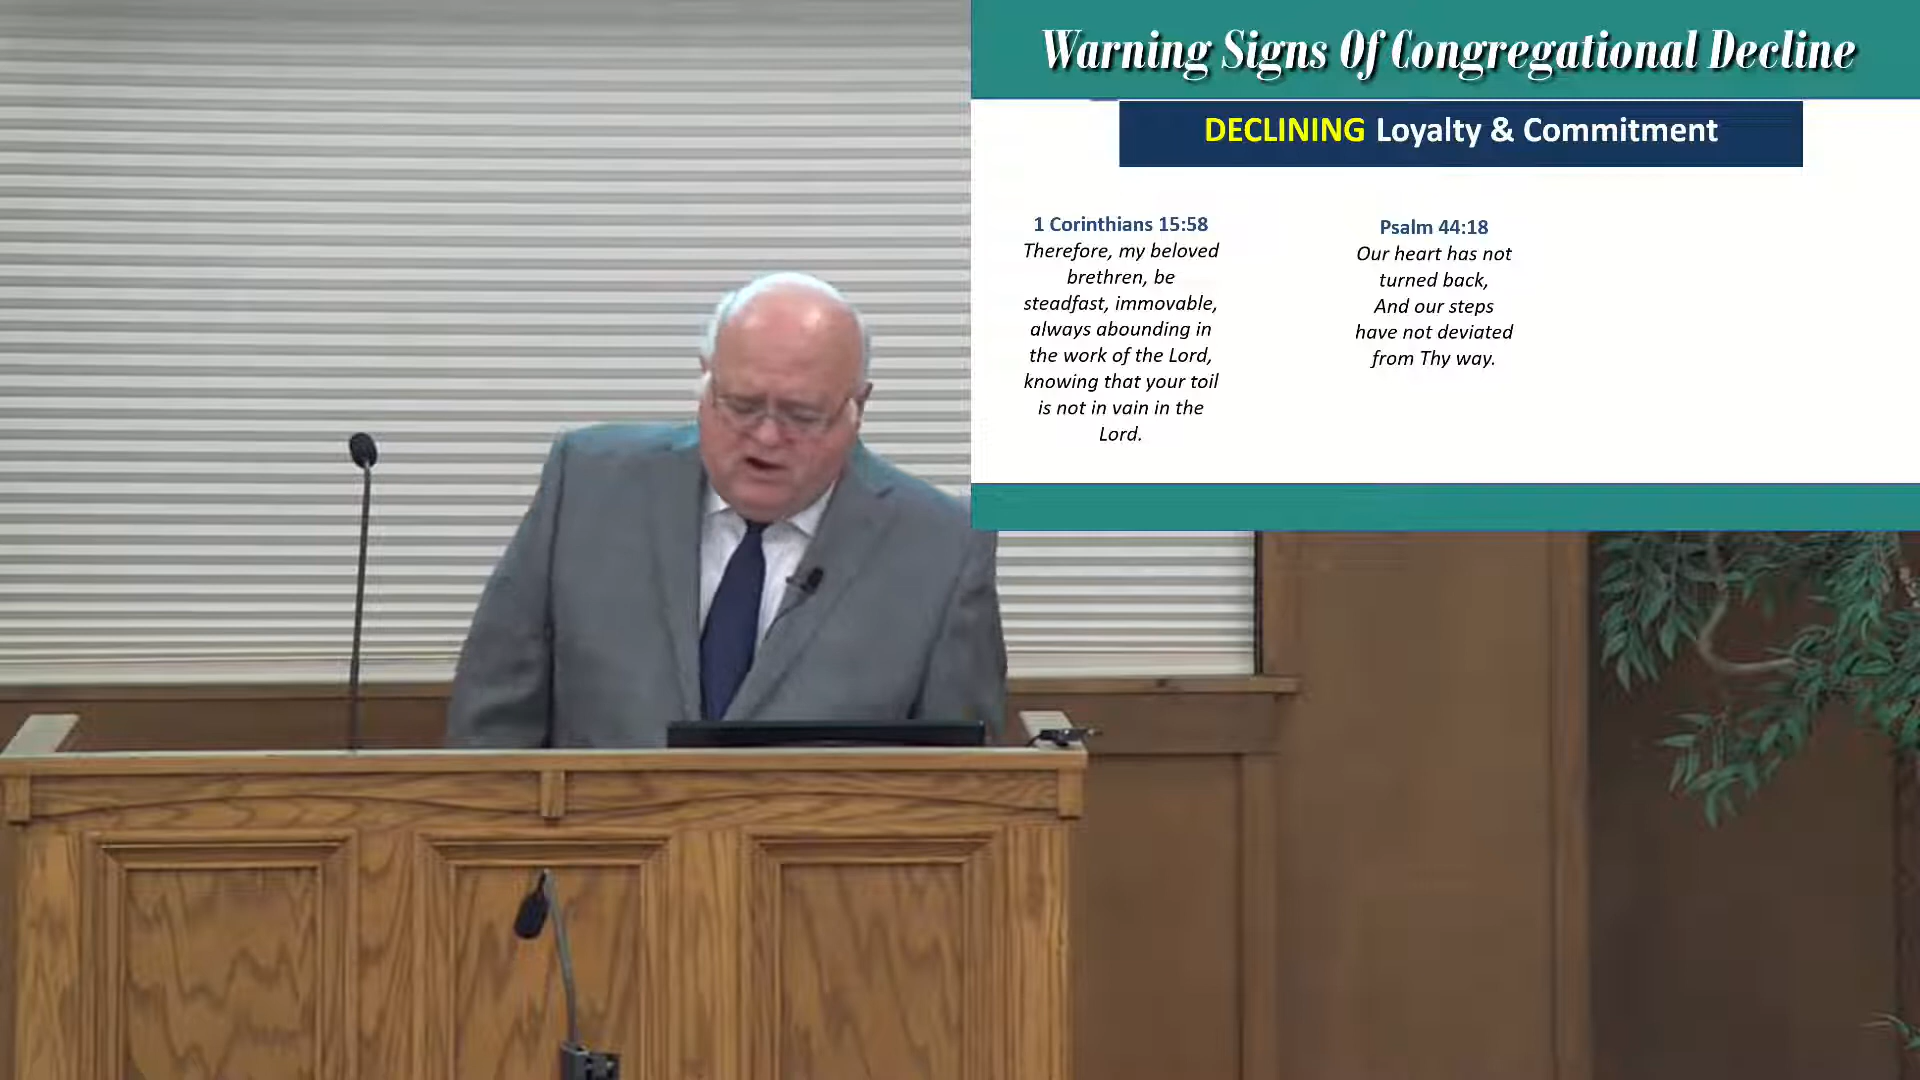 Warning Signs Of Congregational Decline
DECLINING Loyalty & Commitment
1 Corinthians 15:58
Therefore, my beloved
brethren, be
steadfast, immovable,
always abounding in
the work of the Lord,
knowing that your toil
is not in vain in the
Lord.
Psalm 44:18
Our heart has not
turned back,
And our steps
have not deviated
from Thy way.